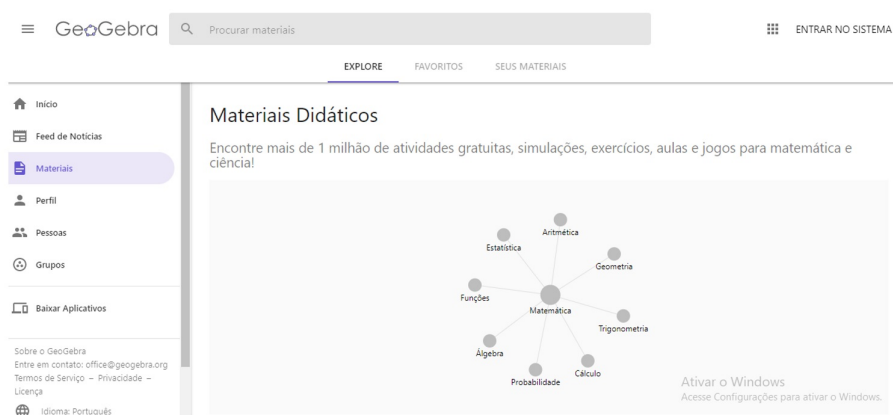 GeoGebra
Procurar materiais
ENTRAR NO SISTEMA
EXPLORE
FAVORITOS
SEUS MATERIAIS
Início
Feed de Notícias
Materiais
Perfil
Pessoas
Grupos
Baixar Aplicativos
Sobre o GeoGebra
Entre em contato: office@geogebra.org
Termos de Serviço – Privacidade –
Licença
Idioma: Português
Materiais Didáticos
Encontre mais de 1 milhão de atividades gratuitas, simulações, exercícios, aulas e jogos para matemática e
ciência!
Aritmética
Estatística
Geometria
Funções
Matemática
Trigonometria
Álgebra
Cálculo
Probabilidade
Ativar o Windows
Acesse Configurações para ativar o Windows.